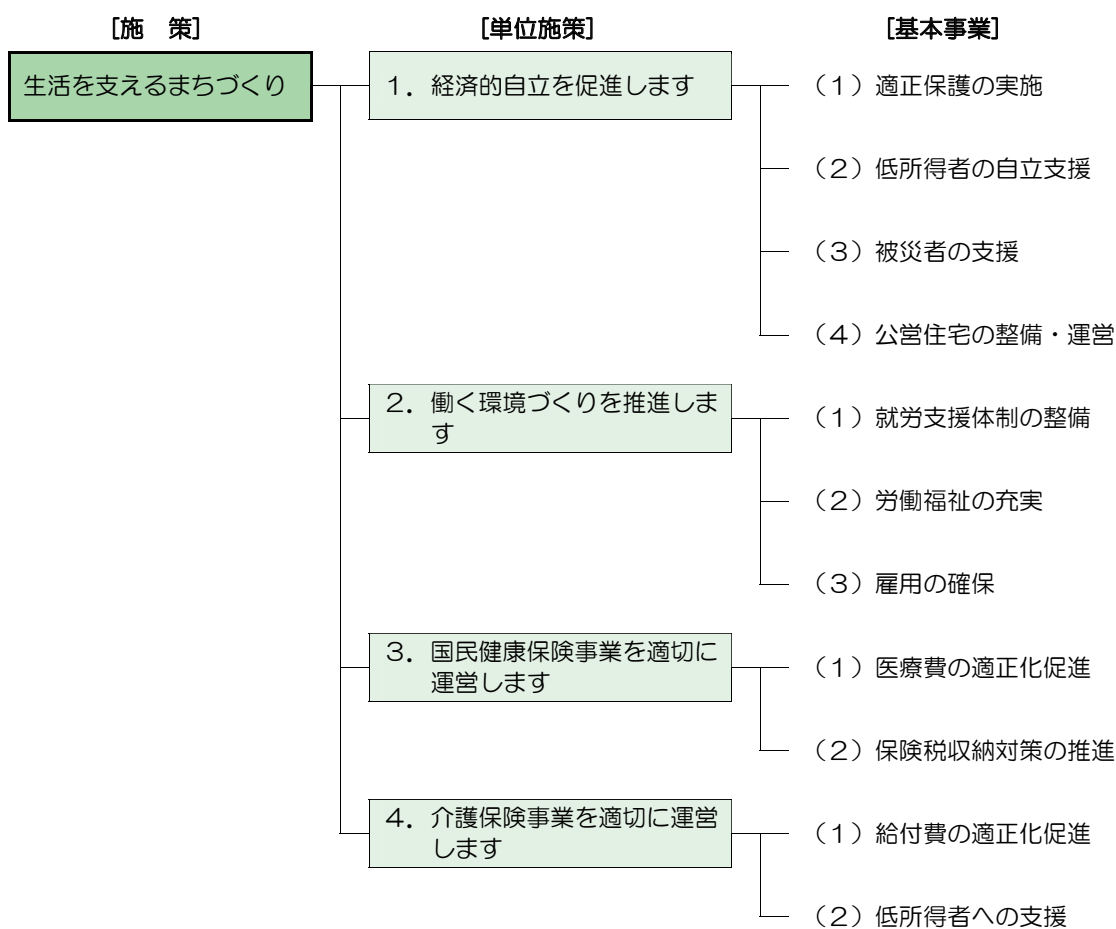 [施　策]
[単位施策]
[基本事業]
生活を支えるまちづくり
１．経済的自立を促進します
（１）適正保護の実施
（２）低所得者の自立支援
（３）被災者の支援
（４）公営住宅の整備・運営
２．働く環境づくりを推進しま
す
（１）就労支援体制の整備
（２）労働福祉の充実
（３）雇用の確保
３．国民健康保険事業を適切に
運営します
（１）医療費の適正化促進
（２）保険税収納対策の推進
４．介護保険事業を適切に運営
します
（１）給付費の適正化促進
（２）低所得者への支援